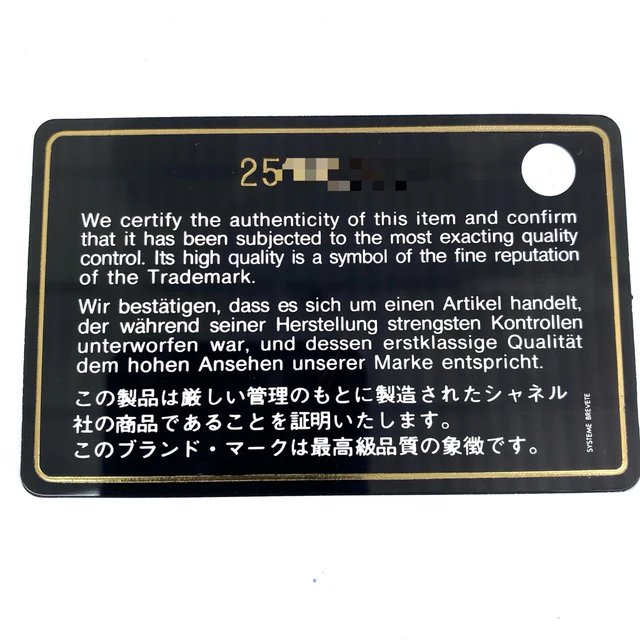 25
We certify the authenticity of this item and confirm
that it has been subjected to the most exacting quality
control. Its high quality is a symbol of the fine reputation
of the Trademark.
Wir bestätigen, dass es sich um einen Artikel handelt,
der während seiner Herstellung strengsten Kontrollen
unterworfen war, und dessen erstklassige Qualität
dem hohen Ansehen unserer Marke entspricht.
この製品は厳しい管理のもとに製造されたシャネル
社の商品であることを証明いたします。
このブランド・マークは最高級品質の象徴です。
SYSTEME BREVETE